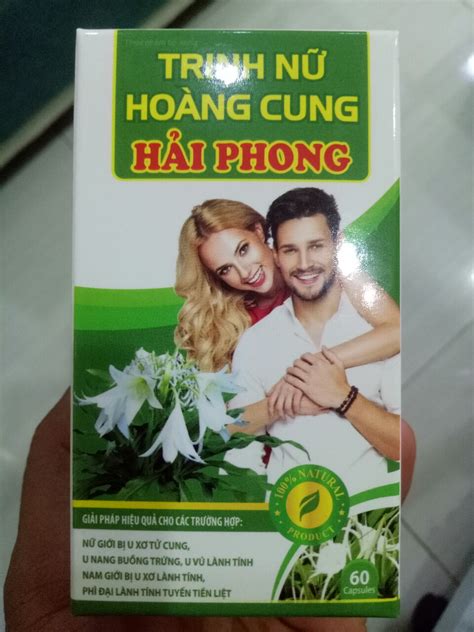 TRINH NỮ
HOÀNG CUNG
HẢI PHONG
100% NATURAL
PRODUCT
GIẢI PHÁP HIỆU QUẢ CHO CÁC TRƯỜNG HỢP:
NỮ GIỚI BỊ U XƠ TỬ CUNG,
U NANG BUỒNG TRỨNG, U VÚ LÀNH TÍNH
NAM GIỚI BỊ U XƠ LÀNH TÍNH,
PHÌ ĐẠI LÀNH TÍNH TUYẾN TIỀN LIỆT
60
Capsules